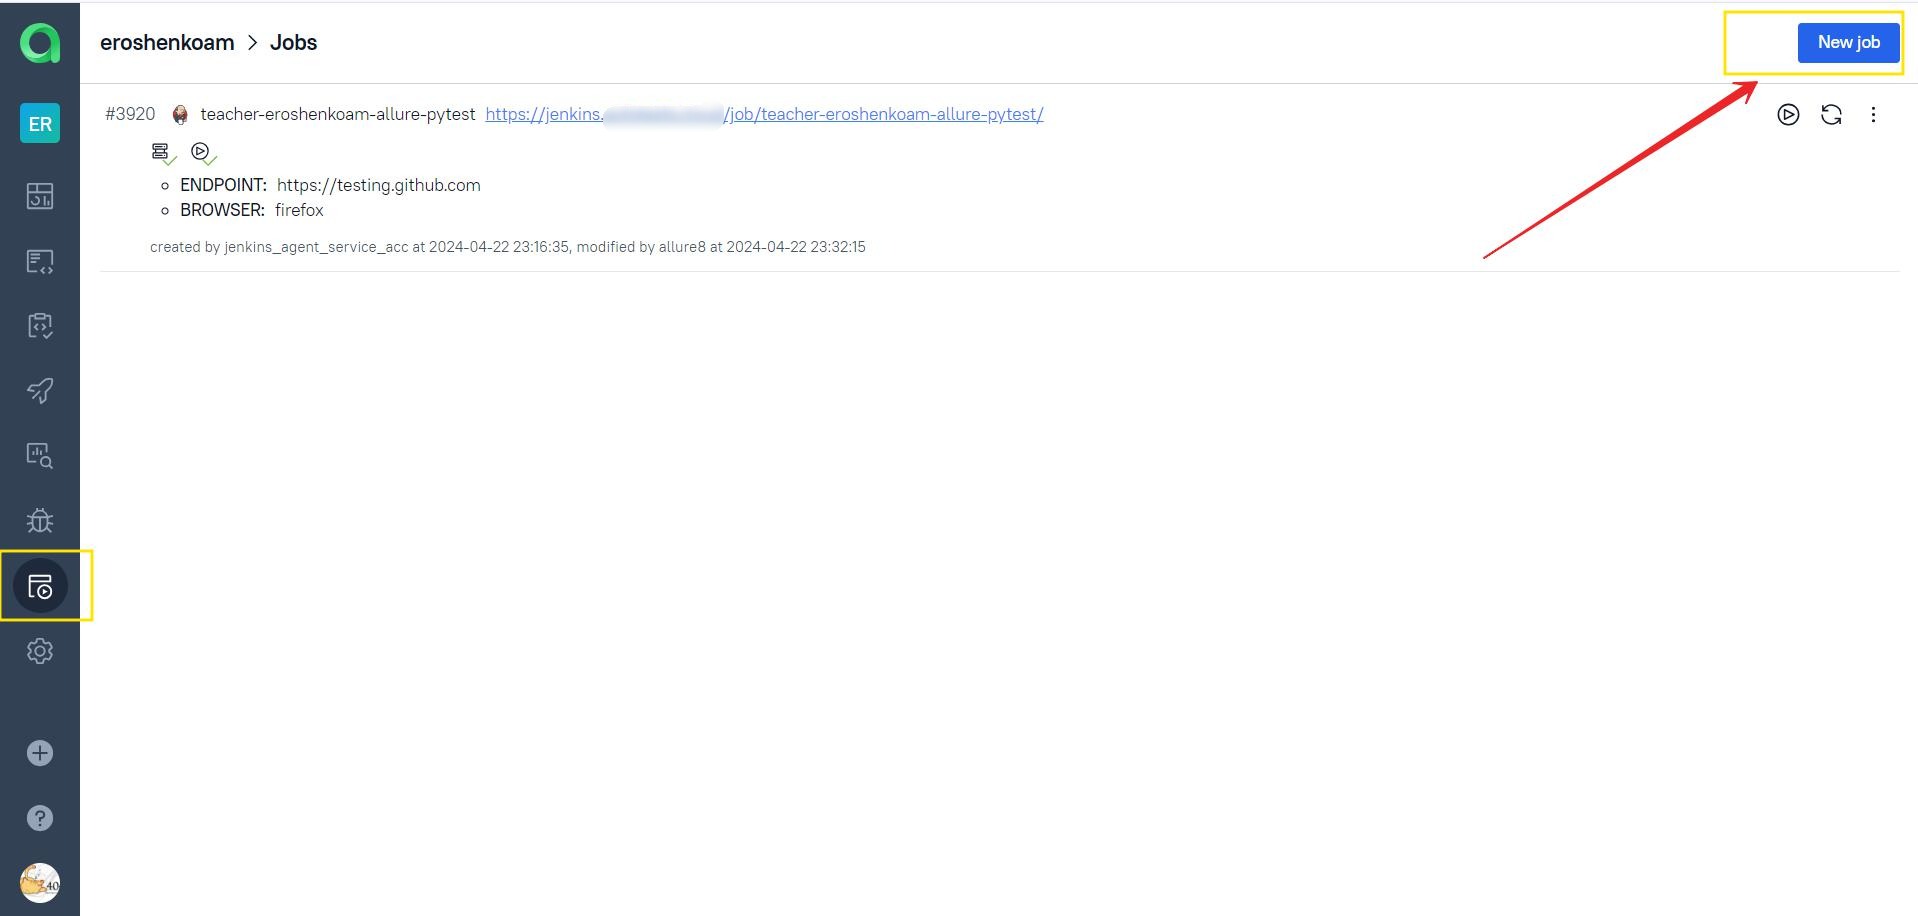 eroshenkoam > Jobs
New job
#3920 teacher-eroshenkoam-allure-pytest https://jenkins. /job/teacher-eroshenkoam-allure-pytest/
ER
ENDPOINT: https://testing.github.com
BROWSER: firefox
created by jenkins_agent_service_acc at 2024-04-22 23:16:35, modified by allure8 at 2024-04-22 23:32:15
40